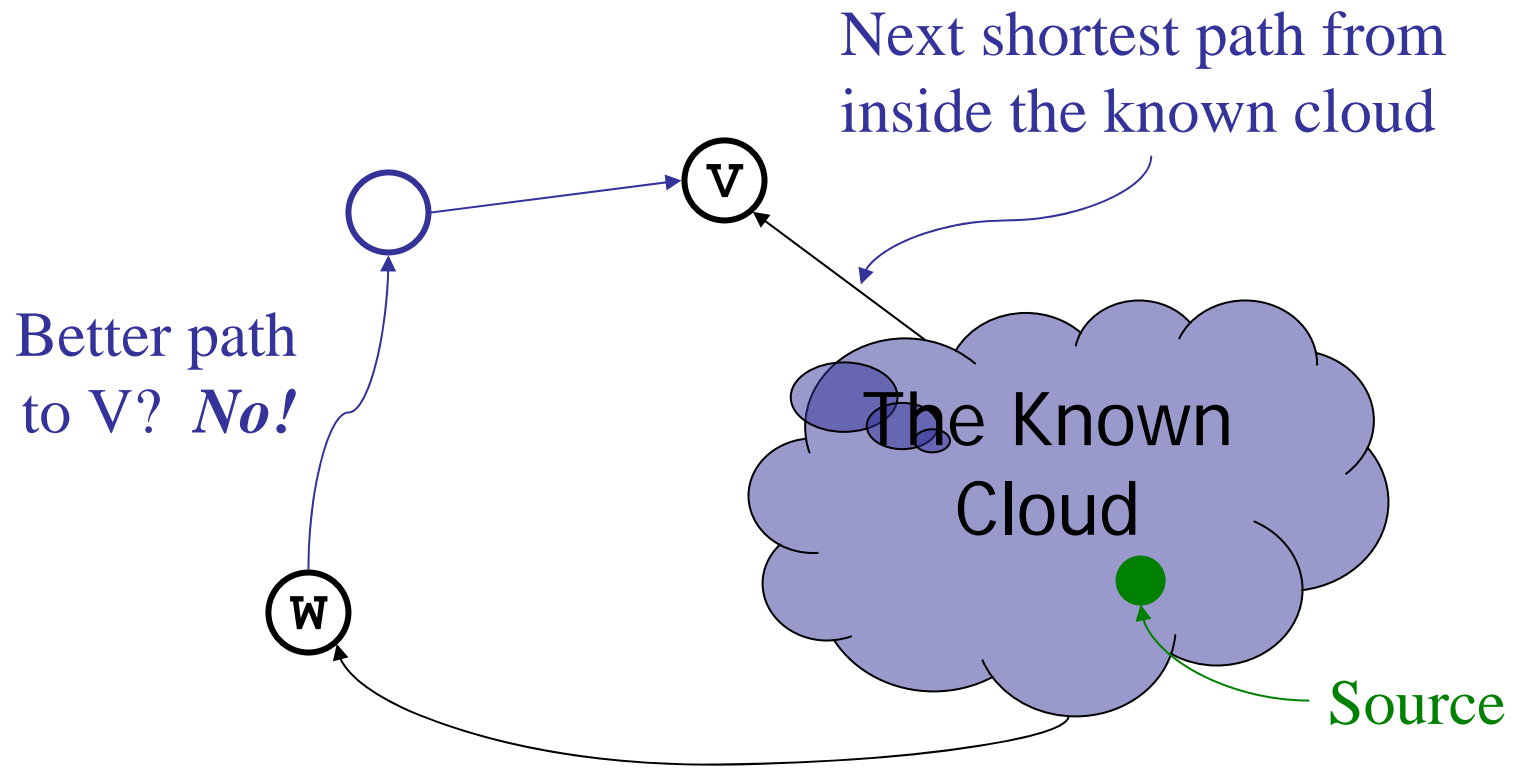 Next shortest path from
inside the known cloud
V
Better path
to V? No!
The Known
Cloud
W
Source